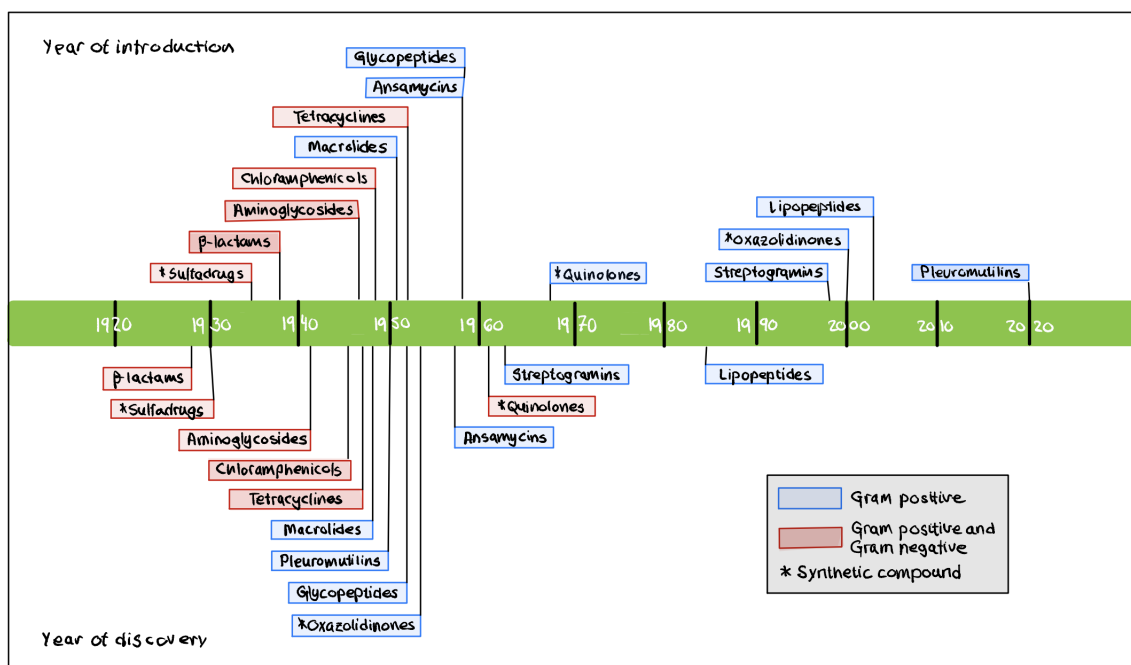 Year of introduction
Glycopeptides
Ansamycins
Tetracyclines
Macrolides
Chloramphenicols
Aminoglycosides
β-lactams
*Sulfadrugs
*Quinolones
Lipopeptides
*Oxazolidinones
Streptogramins
Pleuromutilins
1920 1930 1940 1950 1960 1970 1980 1990 2000 2010 2020
β-lactams
*Sulfadrugs
Aminoglycosides
Chloramphenicols
Tetracyclines
Macrolides
Pleuromutilins
Glycopeptides
*Oxazolidinones
Streptogramins
*Quinolones
Ansamycins
Lipopeptides
Year of discovery
Gram positive
Gram positive and
Gram negative
* Synthetic compound